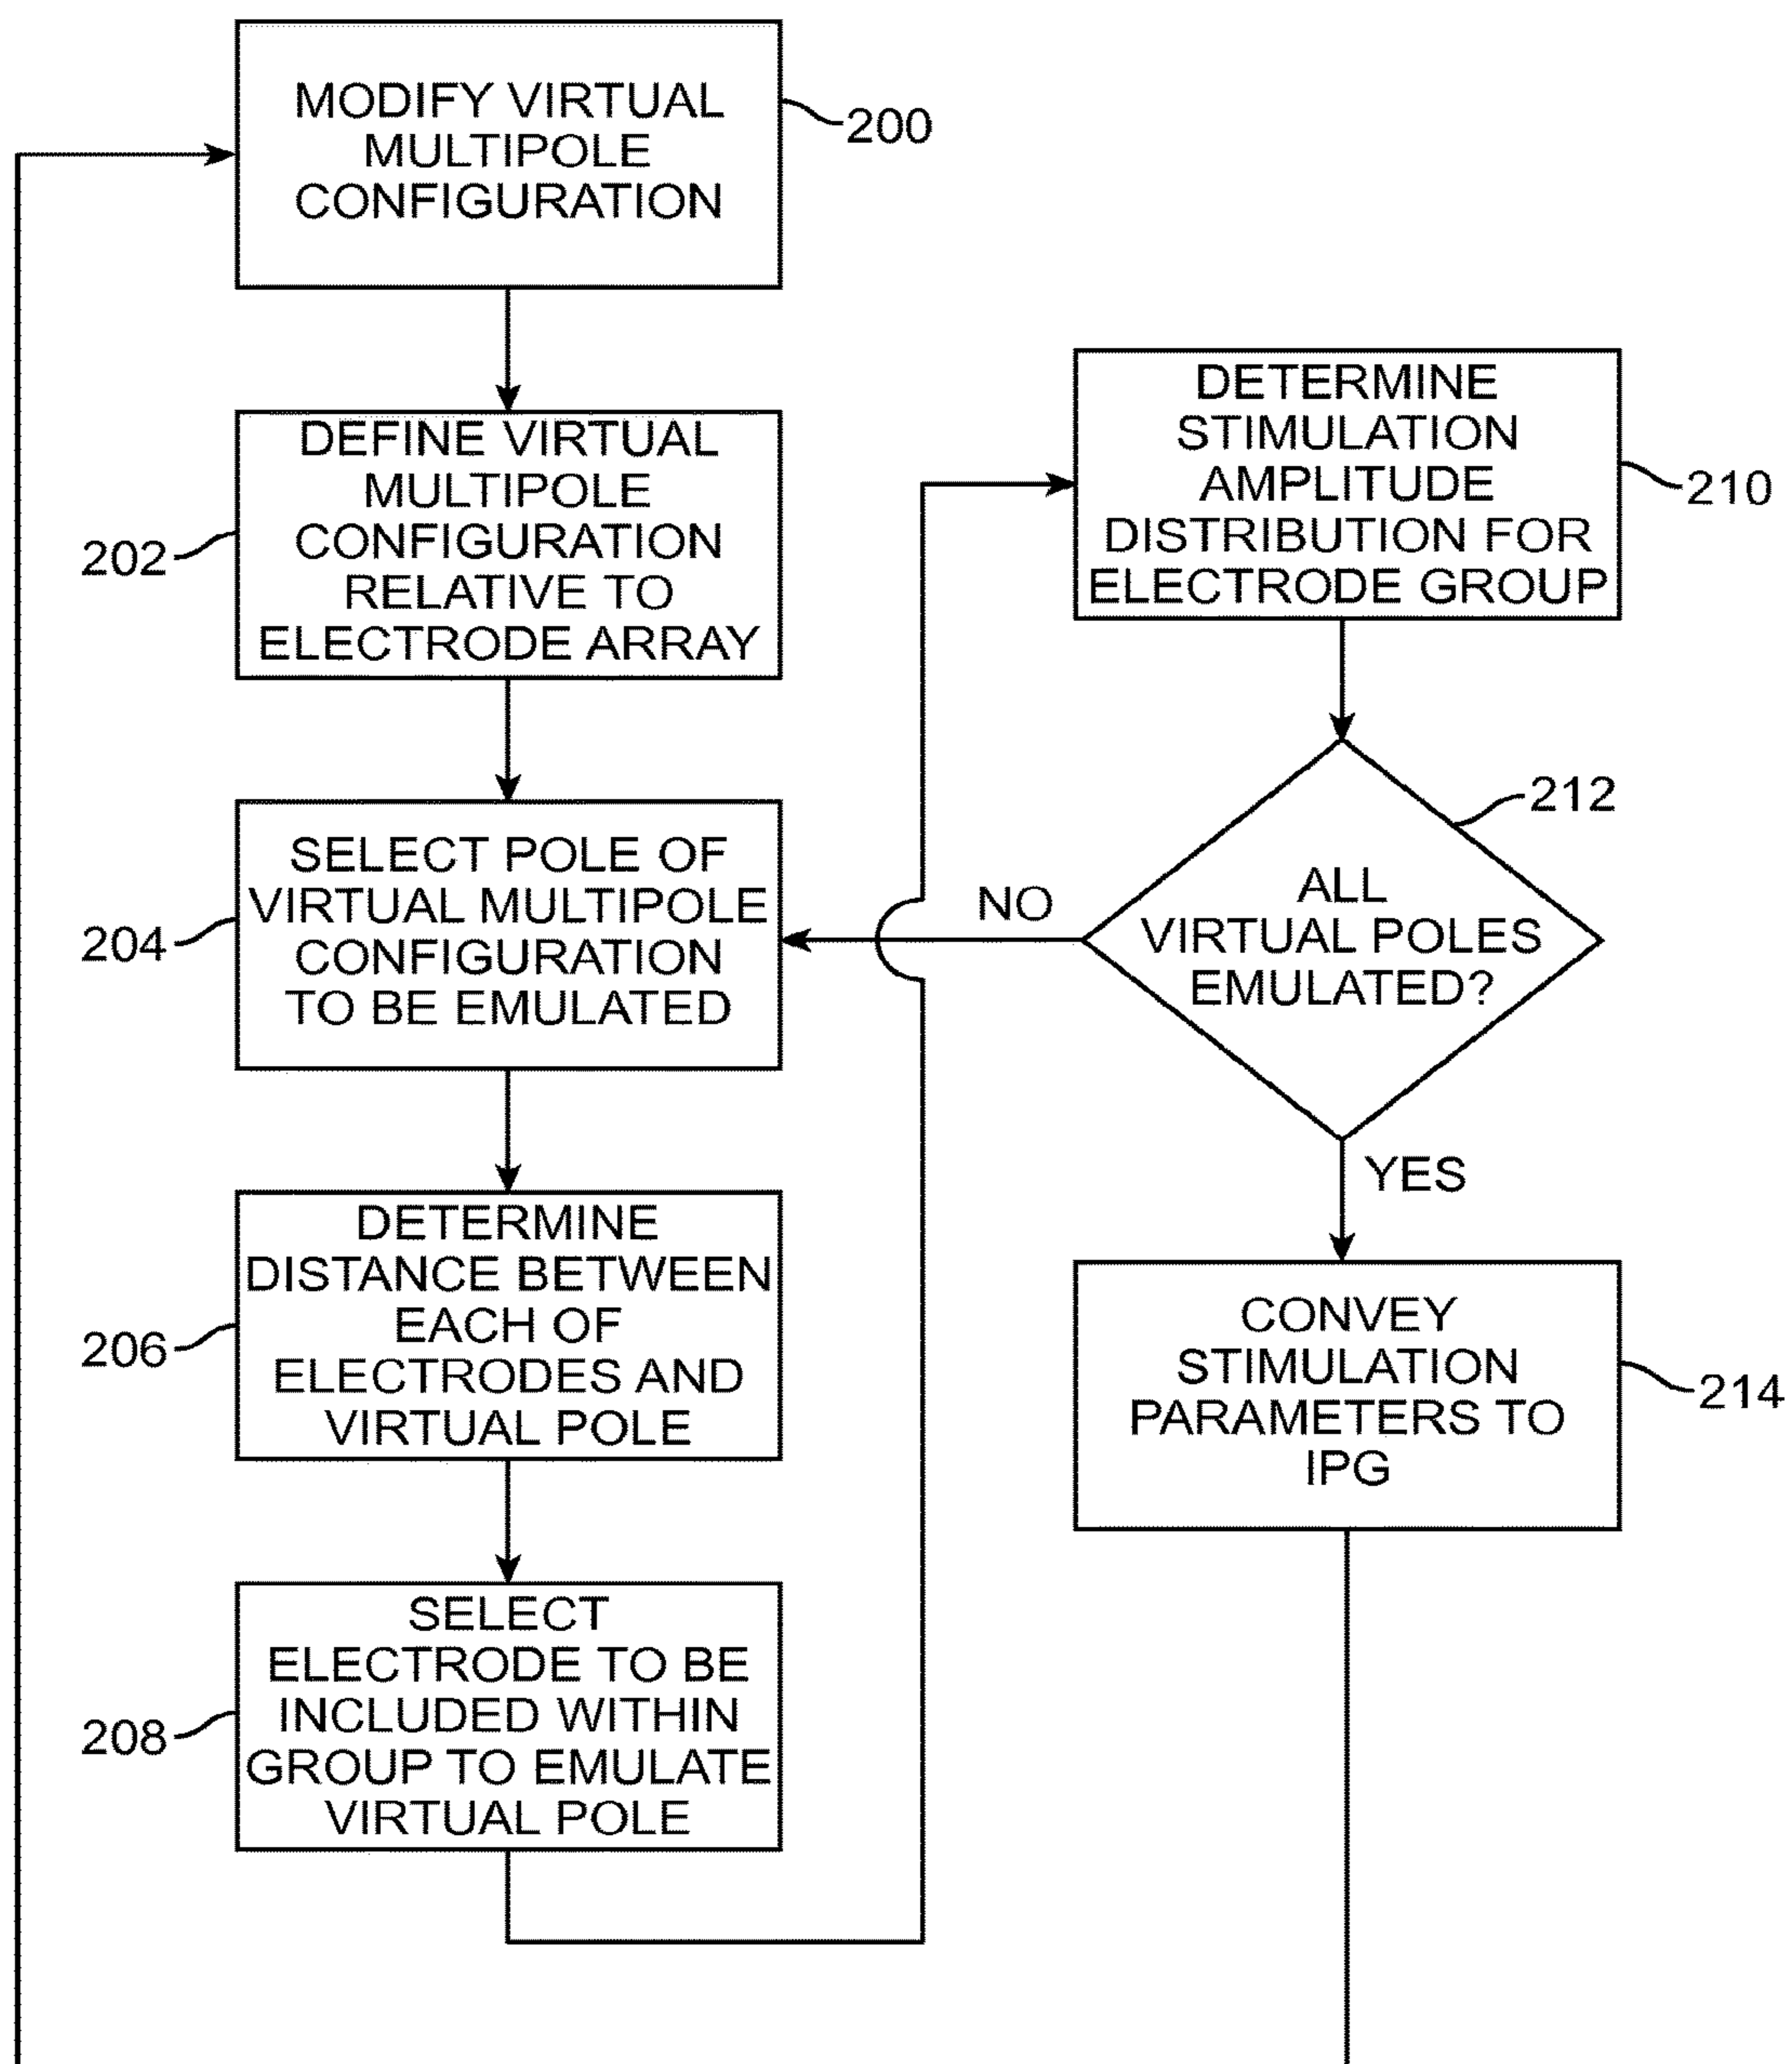 MODIFY VIRTUAL
MULTIPOLE
CONFIGURATION
200
DEFINE VIRTUAL
MULTIPOLE
CONFIGURATION
RELATIVE TO
ELECTRODE ARRAY
202
SELECT POLE OF
VIRTUAL MULTIPOLE
CONFIGURATION
TO BE EMULATED
204
DETERMINE
DISTANCE BETWEEN
EACH OF
ELECTRODES AND
VIRTUAL POLE
206
SELECT
ELECTRODE TO BE
INCLUDED WITHIN
GROUP TO EMULATE
VIRTUAL POLE
208
DETERMINE
STIMULATION
AMPLITUDE
DISTRIBUTION FOR
ELECTRODE GROUP
210
ALL
VIRTUAL POLES
EMULATED?
212
NO
YES
CONVEY
STIMULATION
PARAMETERS TO
IPG
214